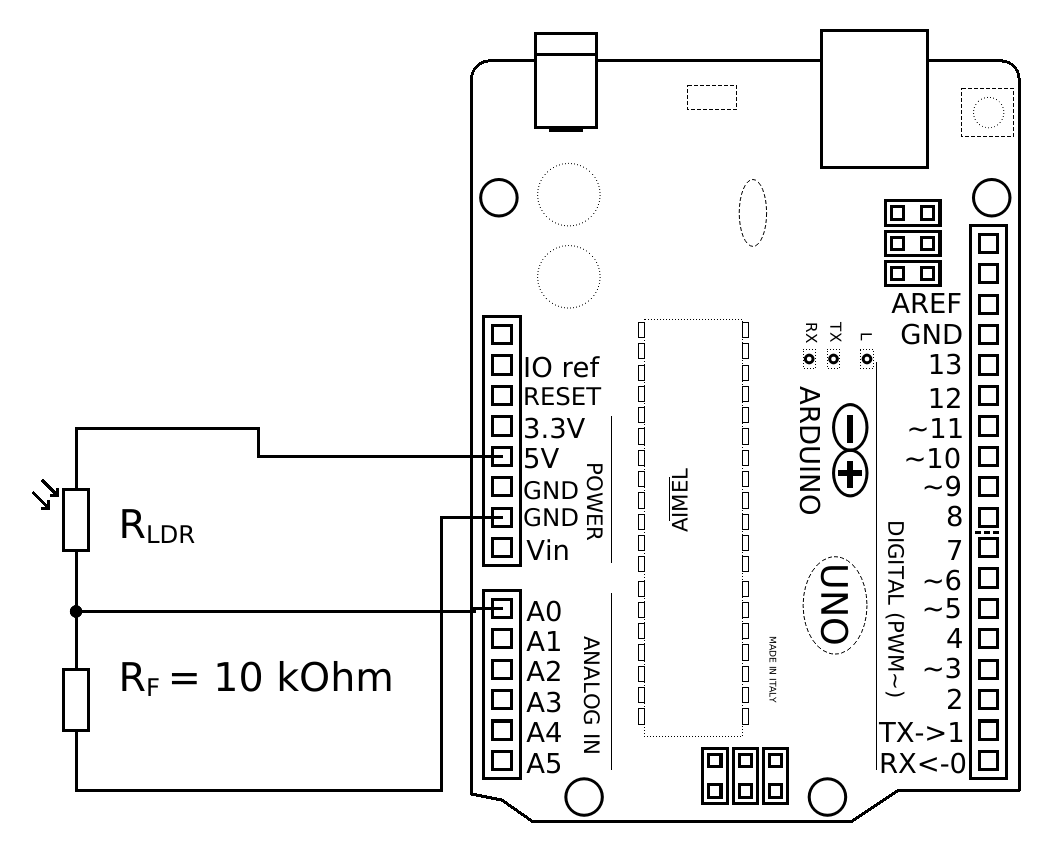 R_LDR
R_F = 10 kOhm
IO ref
RESET
3.3V
5V
GND
GND
Vin
POWER
A0
A1
A2
A3
A4
A5
ANALOG IN
AIMEL
RX
TX
L
ARDUINO
UNO
MADE IN ITALY
AREF
GND
13
12
~11
~10
~9
8
7
~6
~5
4
~3
2
TX->1
RX<-0
DIGITAL (PWM~)